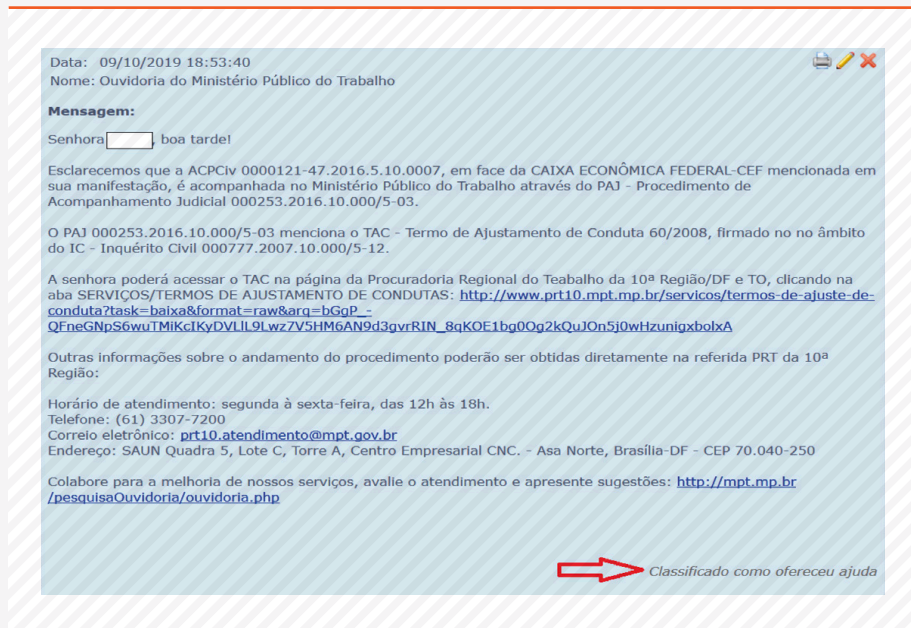 Data: 09/10/2019 18:53:40
Nome: Ouvidoria do Ministério Público do Trabalho
Mensagem:
Senhora , boa tarde!
Esclarecemos que a ACPCiv 0000121-47.2016.5.10.0007, em face da CAIXA ECONÔMICA FEDERAL-CEF mencionada em
sua manifestação, é acompanhada no Ministério Público do Trabalho através do PAJ - Procedimento de
Acompanhamento Judicial 000253.2016.10.000/5-03.
O PAJ 000253.2016.10.000/5-03 menciona o TAC - Termo de Ajustamento de Conduta 60/2008, firmado no no âmbito
do IC - Inquérito Civil 000777.2007.10.000/5-12.
A senhora poderá acessar o TAC na página da Procuradoria Regional do Teabalho da 10ª Região/DF e TO, clicando na
aba SERVIÇOS/TERMOS DE AJUSTAMENTO DE CONDUTAS: http://www.prt10.mpt.mp.br/servicos/termos-de-ajuste-de-
conduta?task=baixa&format=raw&arq=bGgP_-
QFneGNpS6wuTMiKcIKyDVLlL9Lwz7V5HM6AN9d3gvrRIN_8qKOE1bg0Og2kQuJOn5j0wHzunigxbolxA
Outras informações sobre o andamento do procedimento poderão ser obtidas diretamente na referida PRT da 10ª
Região:
Horário de atendimento: segunda à sexta-feira, das 12h às 18h.
Telefone: (61) 3307-7200
Correio eletrônico: prt10.atendimento@mpt.gov.br
Endereço: SAUN Quadra 5, Lote C, Torre A, Centro Empresarial CNC. - Asa Norte, Brasília-DF - CEP 70.040-250
Colabore para a melhoria de nossos serviços, avalie o atendimento e apresente sugestões: http://mpt.mp.br
/pesquisaOuvidoria/ouvidoria.php
Classificado como ofereceu ajuda